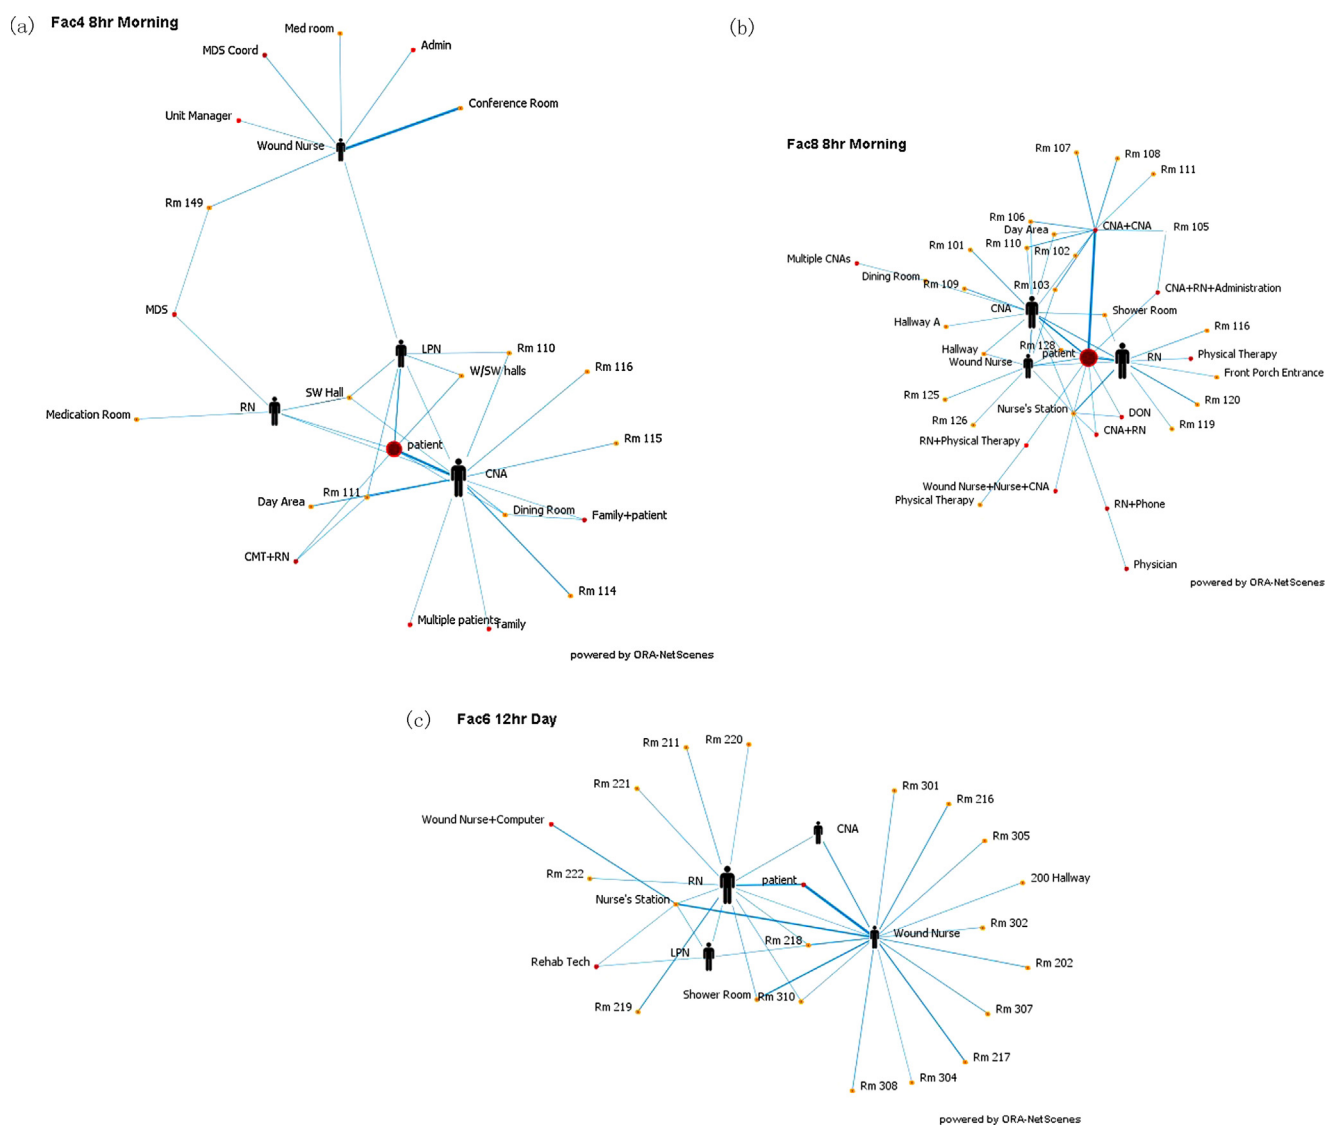 (a)
Fac4 8hr Morning
Med room
MDS Coord
Admin
Conference Room
Unit Manager
Wound Nurse
Rm 149
MDS
LPN
Rm 110
W/SW halls
Rm 116
SW Hall
RN
Medication Room
patient
Rm 115
CNA
Rm 111
Day Area
Dining Room
Family+patient
CMT+RN
Rm 114
Multiple patients
family
powered by ORA-NetScenes
(b)
Fac8 8hr Morning
Rm 107
Rm 108
Rm 111
Rm 106
CNA+CNA
Rm 105
Day Area
Rm 110
Rm 102
Rm 101
Multiple CNAs
Dining Room
Rm 109
Rm 103
CNA+RN+Administration
CNA
Shower Room
Hallway A
Rm 116
Hallway
Rm 128
patient
RN
Physical Therapy
Wound Nurse
Front Porch Entrance
Rm 125
Rm 120
Nurse's Station
DON
Rm 126
CNA+RN
Rm 119
RN+Physical Therapy
Wound Nurse+Nurse+CNA
Physical Therapy
RN+Phone
Physician
powered by ORA-NetScenes
(c)
Fac6 12hr Day
Rm 211
Rm 220
Rm 221
Rm 301
Rm 216
Wound Nurse+Computer
CNA
Rm 305
Rm 222
RN
patient
200 Hallway
Nurse's Station
Rm 302
Wound Nurse
Rm 218
LPN
Rehab Tech
Rm 202
Shower Room
Rm 310
Rm 219
Rm 307
Rm 217
Rm 304
Rm 308
powered by ORA-NetScenes